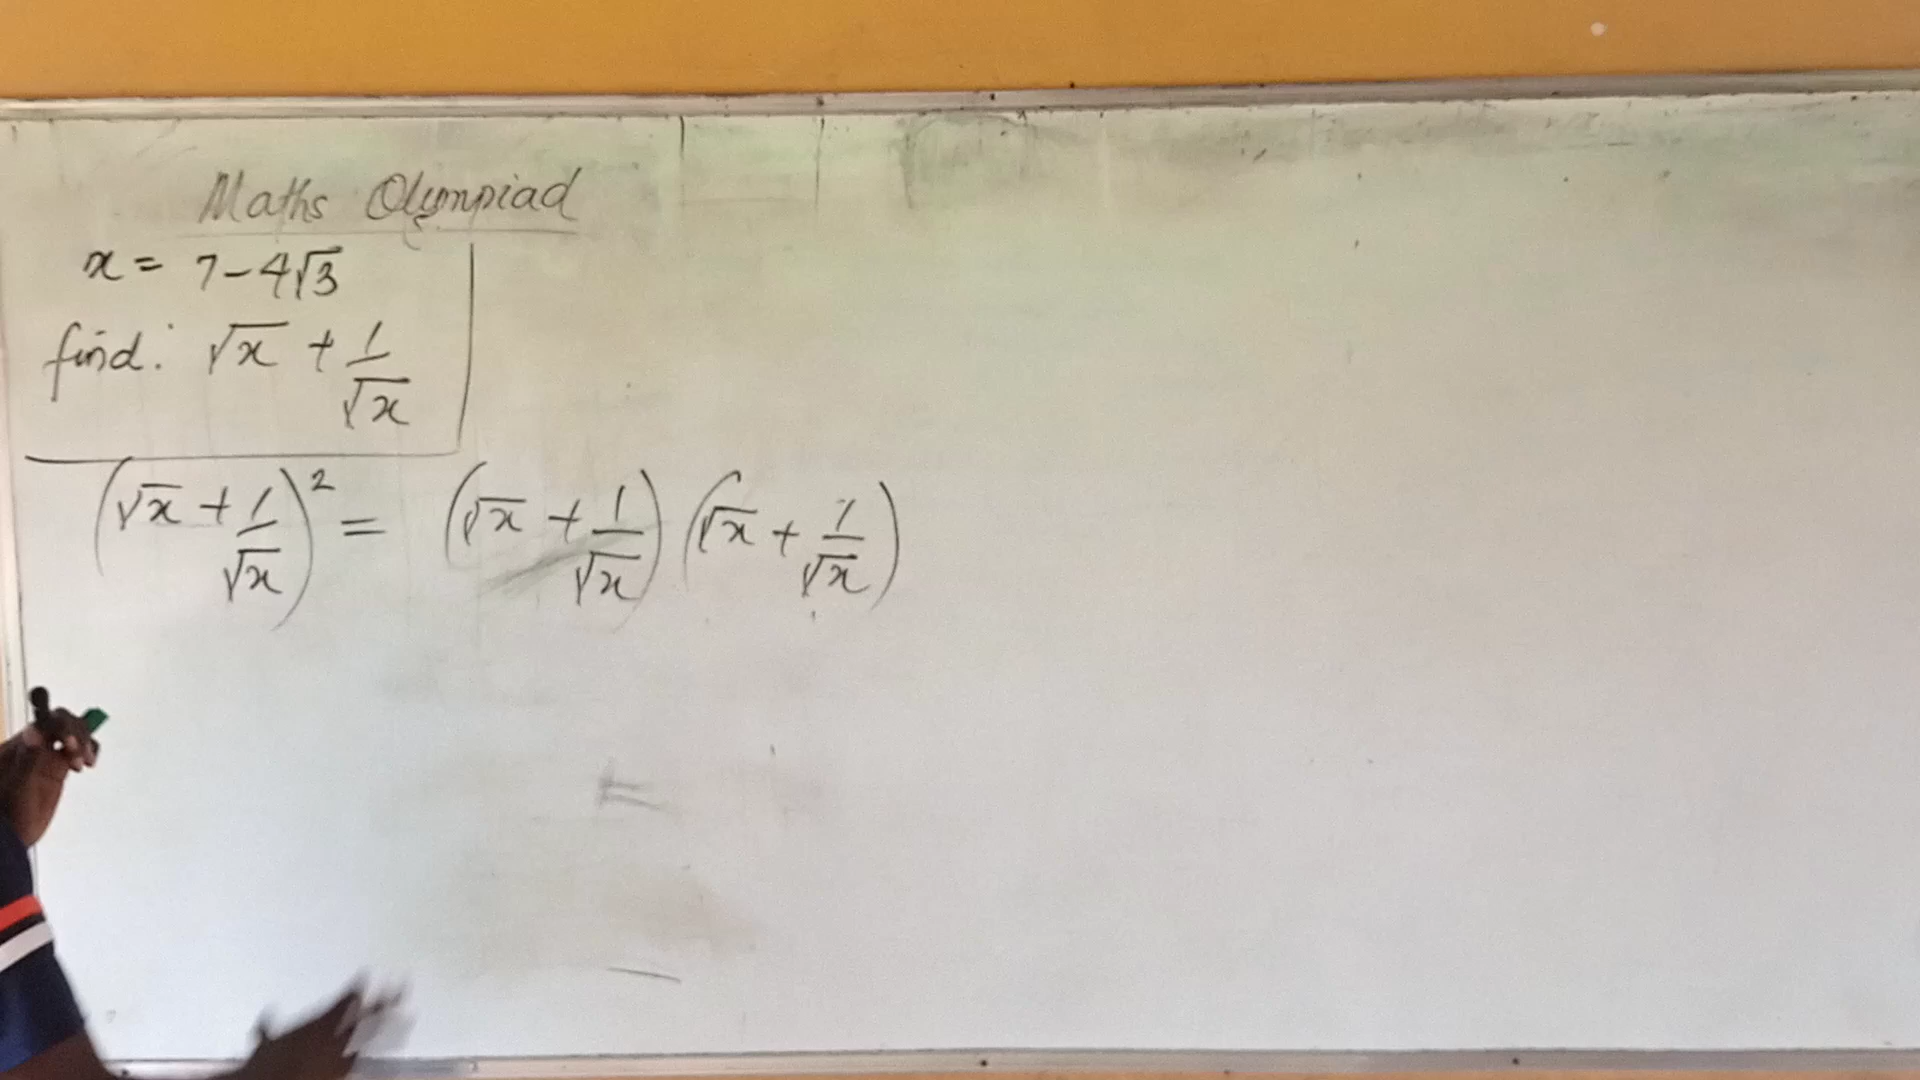 Maths Olympiad
x = 7-4√3
find: √x + 1/√x
(√x + 1/√x)² = (√x + 1/√x) (√x + 1/√x)
=